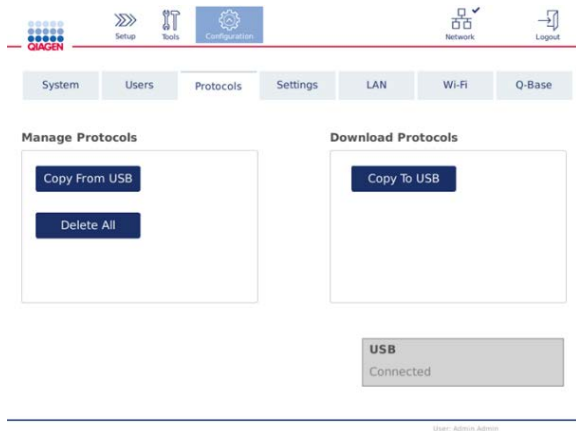 QIAGEN
Setup
Tools
Configuration
Network
Logout
System
Users
Protocols
Settings
LAN
Wi-Fi
Q-Base
Manage Protocols
Download Protocols
Copy From USB
Copy To USB
Delete All
USB
Connected
User: Admin Admin